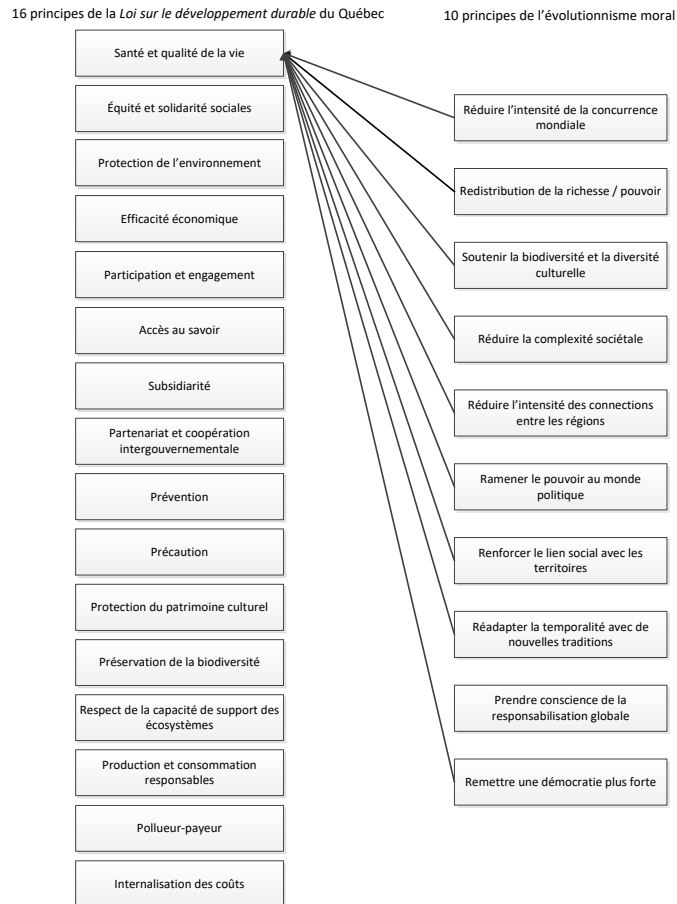 16 principes de la Loi sur le développement durable du Québec
Santé et qualité de la vie
Équité et solidarité sociales
Protection de l'environnement
Efficacité économique
Participation et engagement
Accès au savoir
Subsidiarité
Partenariat et coopération
intergouvernementale
Prévention
Précaution
Protection du patrimoine culturel
Préservation de la biodiversité
Respect de la capacité de support des
écosystèmes
Production et consommation
responsables
Pollueur-payeur
Internalisation des coûts
10 principes de l'évolutionnisme moral
Réduire l'intensité de la concurrence
mondiale
Redistribution de la richesse / pouvoir
Soutenir la biodiversité et la diversité
culturelle
Réduire la complexité sociétale
Réduire l'intensité des connections
entre les régions
Ramener le pouvoir au monde
politique
Renforcer le lien social avec les
territoires
Réadapter la temporalité avec de
nouvelles traditions
Prendre conscience de la
responsabilisation globale
Remettre une démocratie plus forte